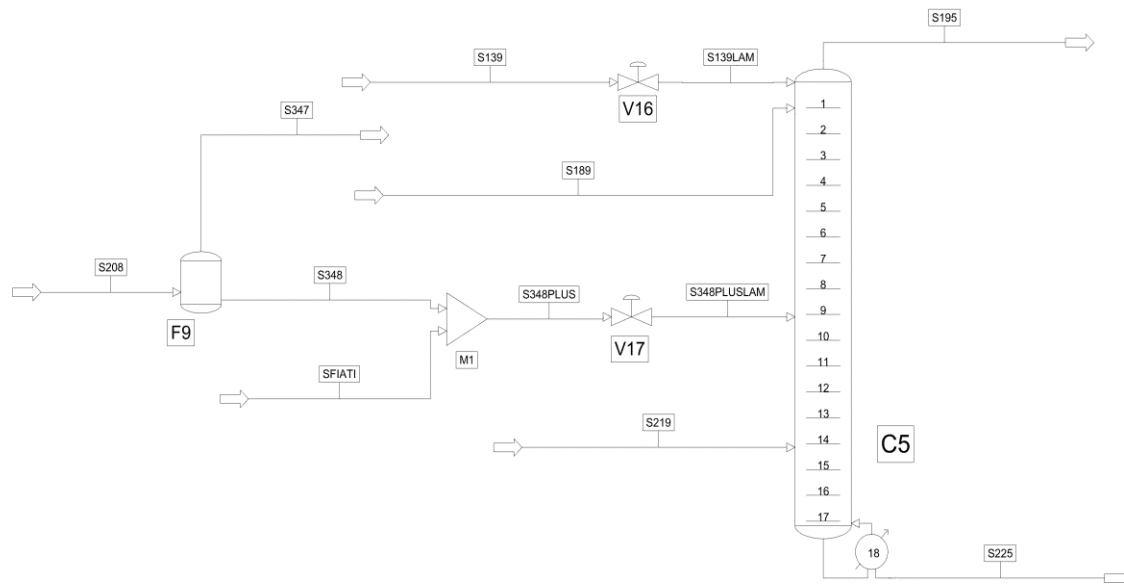 S195
S139
S139LAM
V16
1
S347
2
3
S189
4
5
6
S208
S348
7
S348PLUS
S348PLUSLAM
8
9
F9
10
V17
M1
11
SFIATI
12
13
S219
14
C5
15
16
17
18
S225